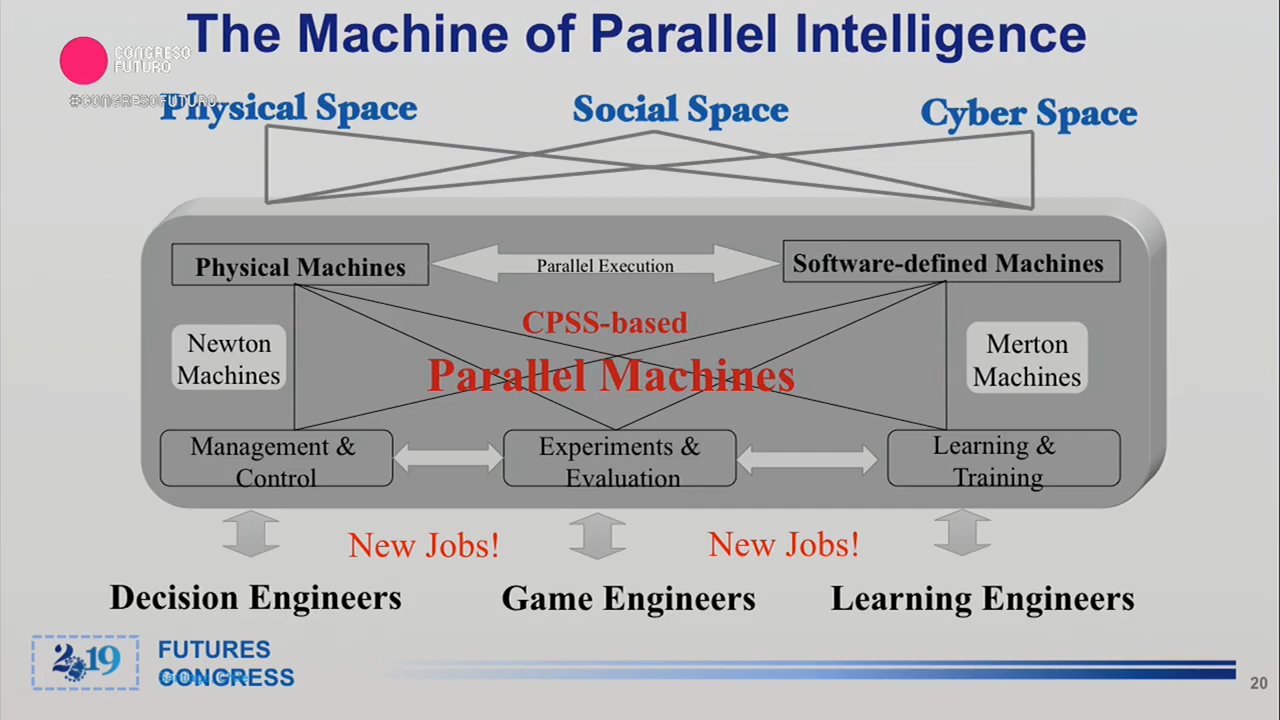 The Machine of Parallel Intelligence
CONGRESO
FUTURO
#CONGRESOFUTURO
Physical Space
Social Space
Cyber Space
Physical Machines
Parallel Execution
Software-defined Machines
CPSS-based
Parallel Machines
Newton
Machines
Merton
Machines
Management &
Control
Experiments &
Evaluation
Learning &
Training
New Jobs!
New Jobs!
Decision Engineers
Game Engineers
Learning Engineers
2019
FUTURES
CONGRESS
20